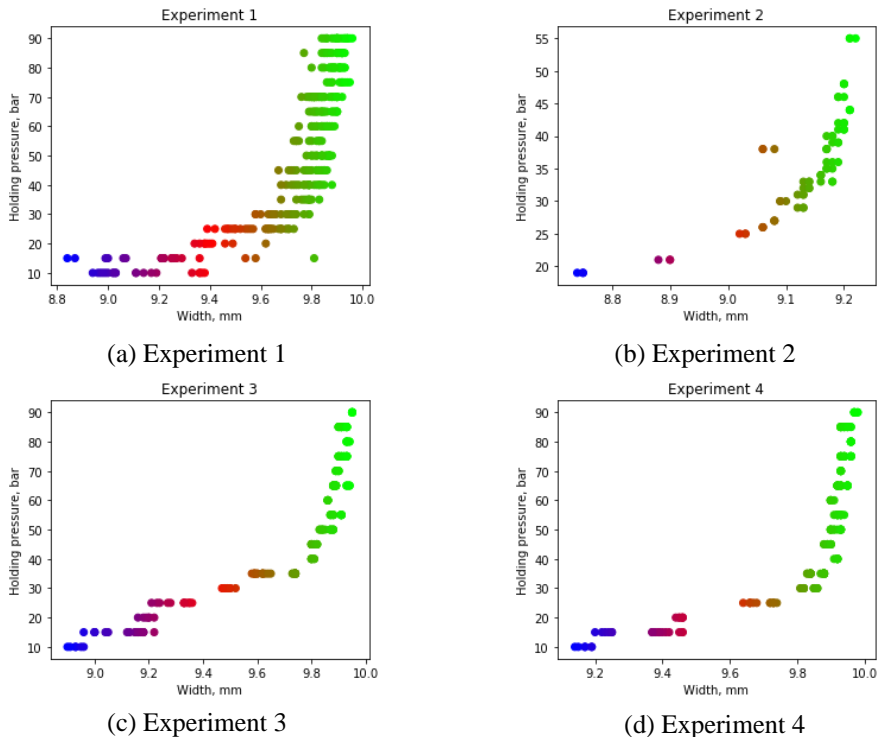 Experiment 1
Holding pressure, bar
90
80
70
60
50
40
30
20
10
8.8 9.0 9.2 9.4 9.6 9.8 10.0
Width, mm
(a) Experiment 1
Experiment 2
Holding pressure, bar
55
50
45
40
35
30
25
20
8.8 8.9 9.0 9.1 9.2
Width, mm
(b) Experiment 2
Experiment 3
Holding pressure, bar
90
80
70
60
50
40
30
20
10
9.0 9.2 9.4 9.6 9.8 10.0
Width, mm
(c) Experiment 3
Experiment 4
Holding pressure, bar
90
80
70
60
50
40
30
20
10
9.2 9.4 9.6 9.8 10.0
Width, mm
(d) Experiment 4